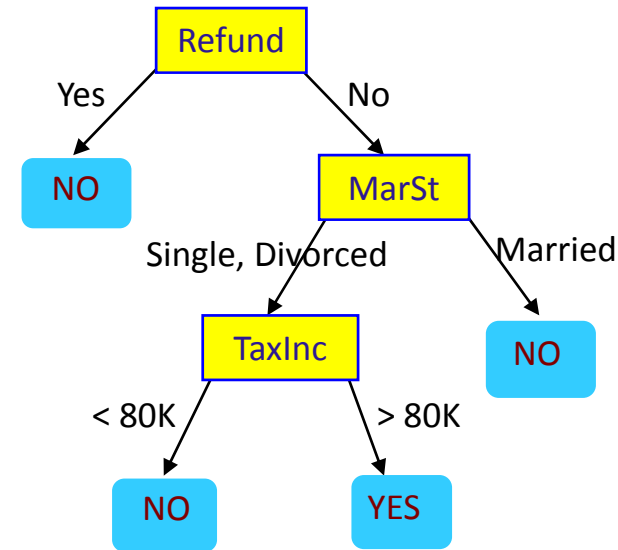 Refund
Yes
No
NO
MarSt
Single, Divorced
Married
TaxInc
NO
< 80K
> 80K
NO
YES